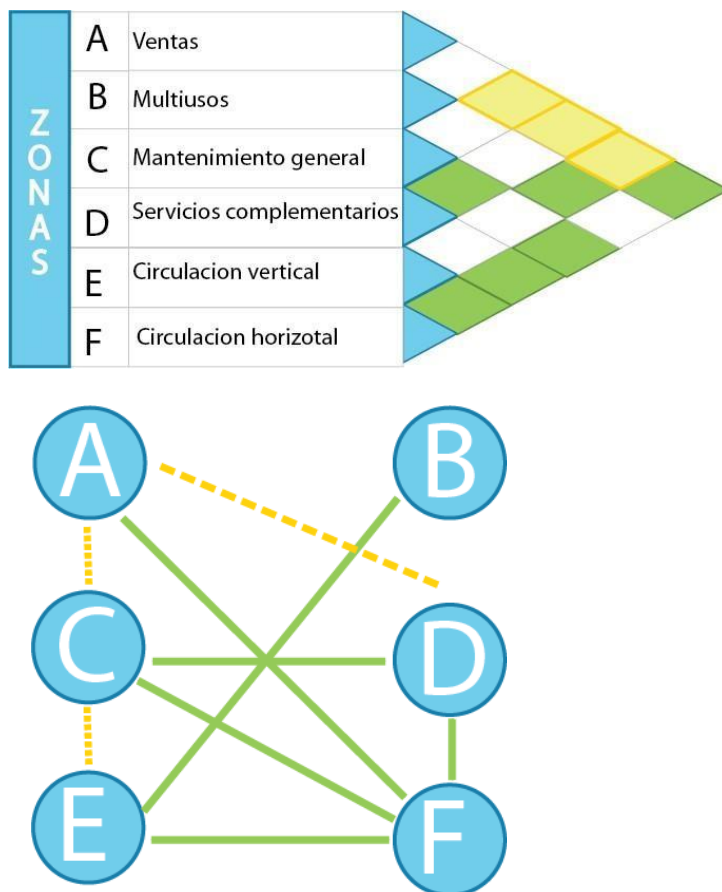 ZONAS
A Ventas
B Multiusos
C Mantenimiento general
D Servicios complementarios
E Circulacion vertical
F Circulacion horizotal
A B
C D
E F